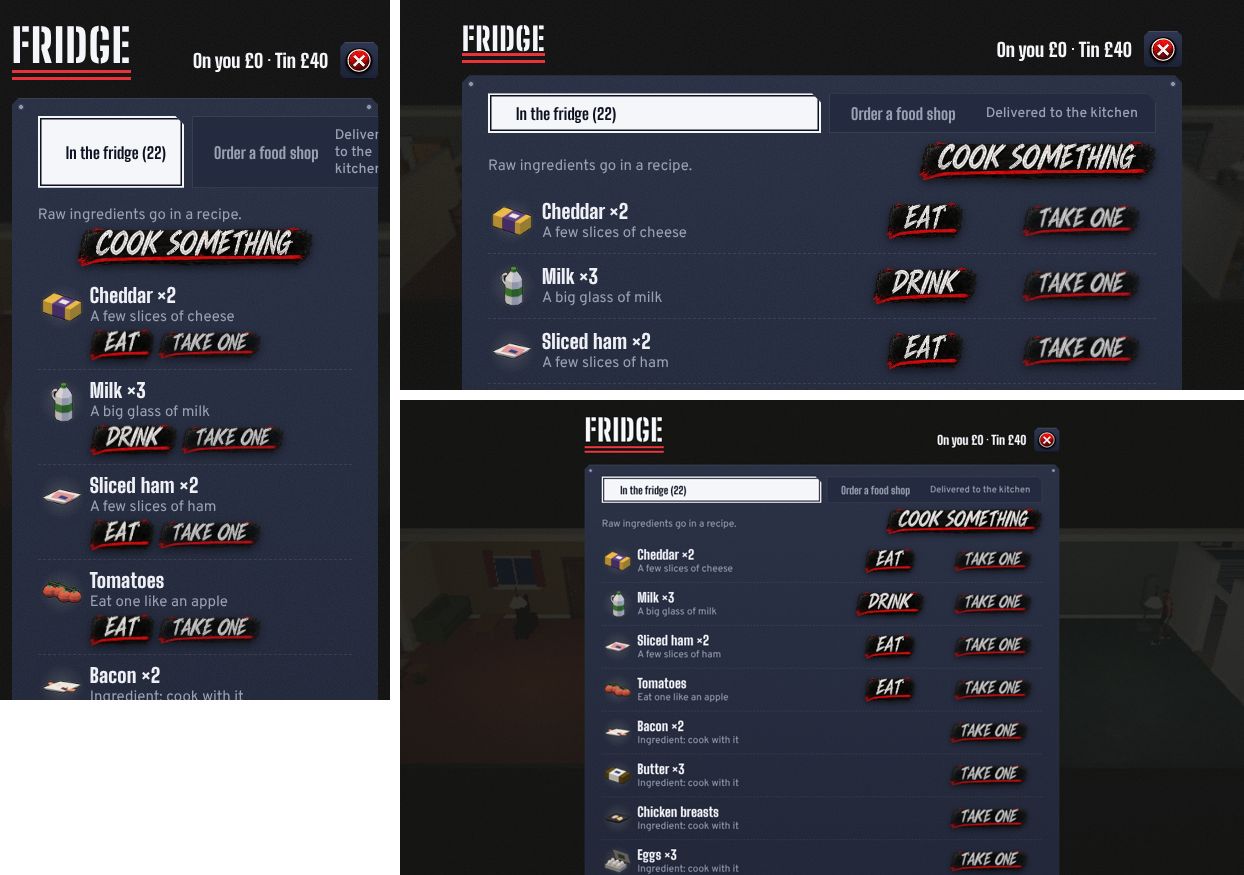 FRIDGE
On you £0 · Tin £40
In the fridge (22)
Order a food shop
Deliver
to the
kitchen
Raw ingredients go in a recipe.
COOK SOMETHING
Cheddar ×2
A few slices of cheese
EAT TAKE ONE
Milk ×3
A big glass of milk
DRINK TAKE ONE
Sliced ham ×2
A few slices of ham
EAT TAKE ONE
Tomatoes
Eat one like an apple
EAT TAKE ONE
Bacon ×2
Ingredient: cook with it
FRIDGE
On you £0 · Tin £40
In the fridge (22)
Order a food shop Delivered to the kitchen
Raw ingredients go in a recipe.
COOK SOMETHING
Cheddar ×2
A few slices of cheese
EAT TAKE ONE
Milk ×3
A big glass of milk
DRINK TAKE ONE
Sliced ham ×2
A few slices of ham
EAT TAKE ONE
FRIDGE
On you £0 · Tin £40
In the fridge (22)
Order a food shop Delivered to the kitchen
Raw ingredients go in a recipe.
COOK SOMETHING
Cheddar ×2
A few slices of cheese
EAT TAKE ONE
Milk ×3
A big glass of milk
DRINK TAKE ONE
Sliced ham ×2
A few slices of ham
EAT TAKE ONE
Tomatoes
Eat one like an apple
EAT TAKE ONE
Bacon ×2
Ingredient: cook with it
TAKE ONE
Butter ×3
Ingredient: cook with it
TAKE ONE
Chicken breasts
Ingredient: cook with it
TAKE ONE
Eggs ×3
Ingredient: cook with it
TAKE ONE